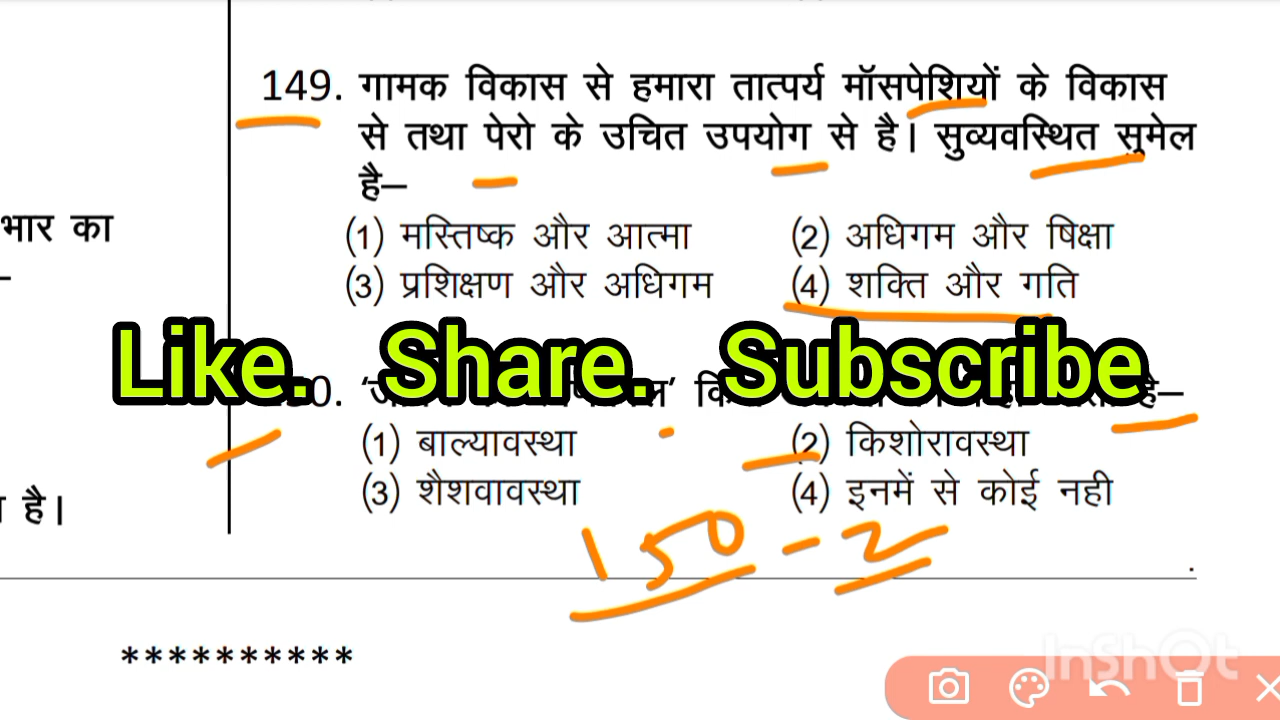 149. गामक विकास से हमारा तात्पर्य मॉसपेशियों के विकास
से तथा पेरो के उचित उपयोग से है। सुव्यवस्थित सुमेल
है–
(1) मस्तिष्क और आत्मा (2) अधिगम और षिक्षा
(3) प्रशिक्षण और अधिगम (4) शक्ति और गति
भार का
Like. Share. Subscribe
0. है–
(1) बाल्यावस्था (2) किशोरावस्था
(3) शैशवावस्था (4) इनमें से कोई नही
है।
150 - 2
**********
InShOt